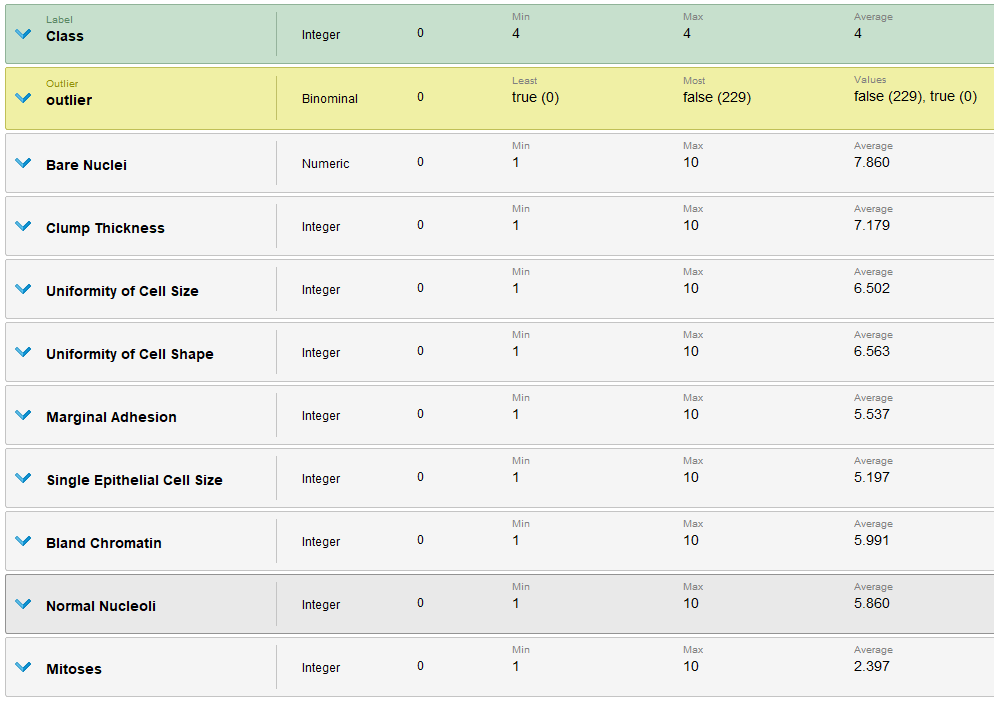 Label Min Max Average
Class Integer 0 4 4 4
Outlier Least Most Values
outlier Binominal 0 true (0) false (229) false (229), true (0)
Min Max Average
Bare Nuclei Numeric 0 1 10 7.860
Min Max Average
Clump Thickness Integer 0 1 10 7.179
Min Max Average
Uniformity of Cell Size Integer 0 1 10 6.502
Min Max Average
Uniformity of Cell Shape Integer 0 1 10 6.563
Min Max Average
Marginal Adhesion Integer 0 1 10 5.537
Min Max Average
Single Epithelial Cell Size Integer 0 1 10 5.197
Min Max Average
Bland Chromatin Integer 0 1 10 5.991
Min Max Average
Normal Nucleoli Integer 0 1 10 5.860
Min Max Average
Mitoses Integer 0 1 10 2.397